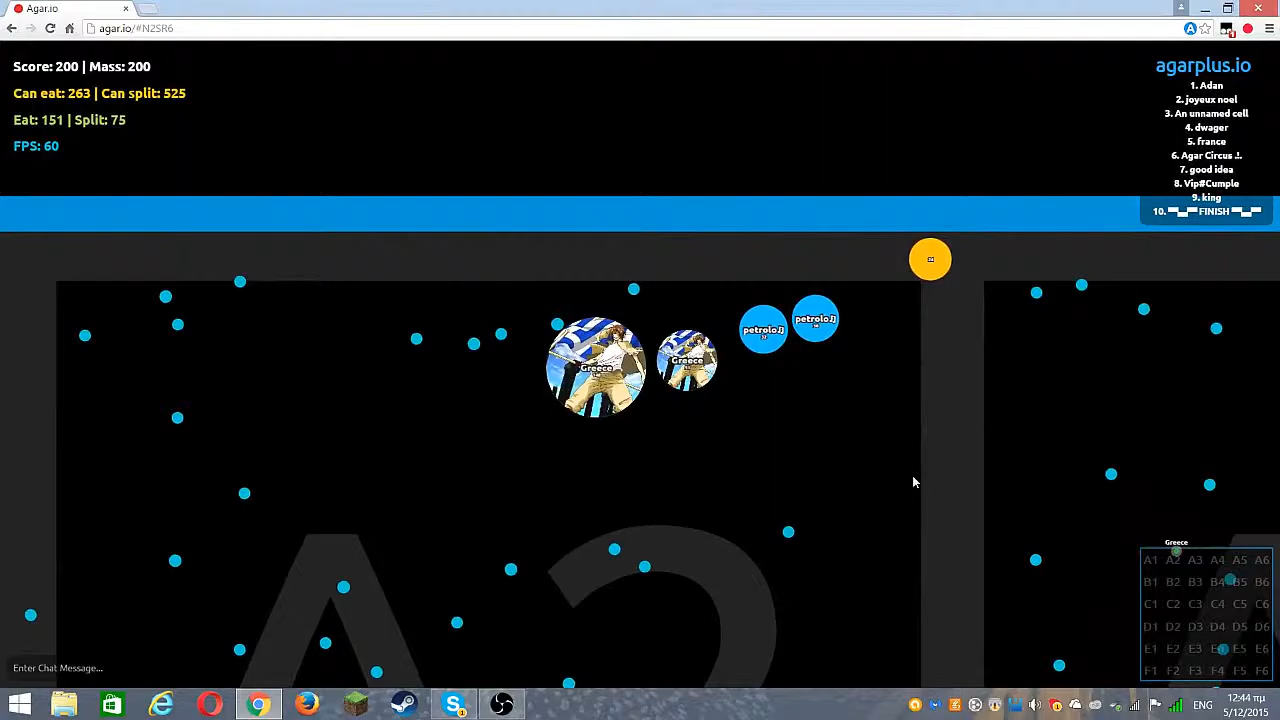 Agar.io
agar.io/#N2SR6
Score: 200 | Mass: 200
Can eat: 263 | Can split: 525
Eat: 151 | Split: 75
FPS: 60
agarplus.io
1. Adan
2. joyeux noel
3. An unnamed cell
4. dwager
5. france
6. Agar Circus
7. good idea
8. Vip#Cumple
9. king
10. FINISH
Greece
Greece
A2
Greece
A1 A2 A3 A4 A5 A6
B1 B2 B3 B4 B5 B6
C1 C2 C3 C4 C5 C6
D1 D2 D3 D4 D5 D6
E1 E2 E3 E5 E6
F1 F2 F3 F4 F5 F6
Enter Chat Message...
ENG
12:44 πμ
5/12/2015